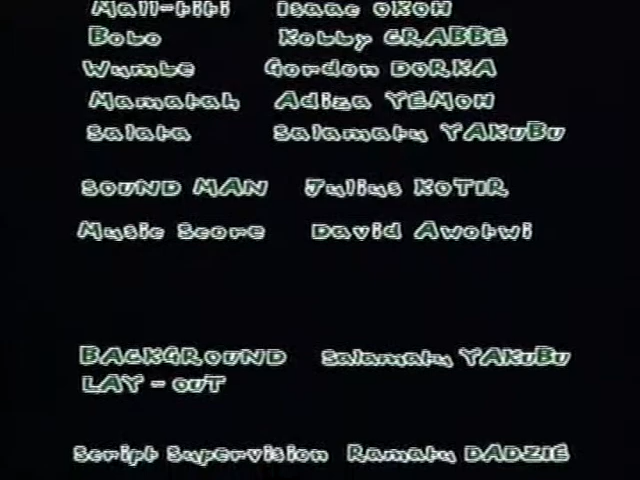 Mall-titi Isaac OKOH
Bobo Kobby GRABBE
Wumbe Gordon DORKA
Mamatah Adiza YEMOH
Salata Salamatu YAKUBU
SOUND MAN Julius KOTIR
Music Score David Awotwi
BACKGROUND Salamatu YAKUBU
LAY - OUT
Script Supervision Ramatu DADZIE